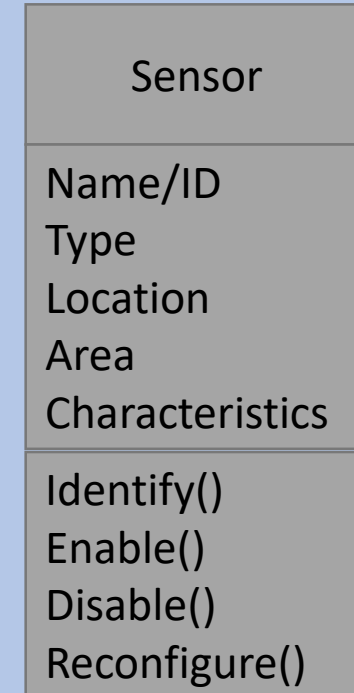 Sensor
Name/ID
Type
Location
Area
Characteristics
Identify()
Enable()
Disable()
Reconfigure()